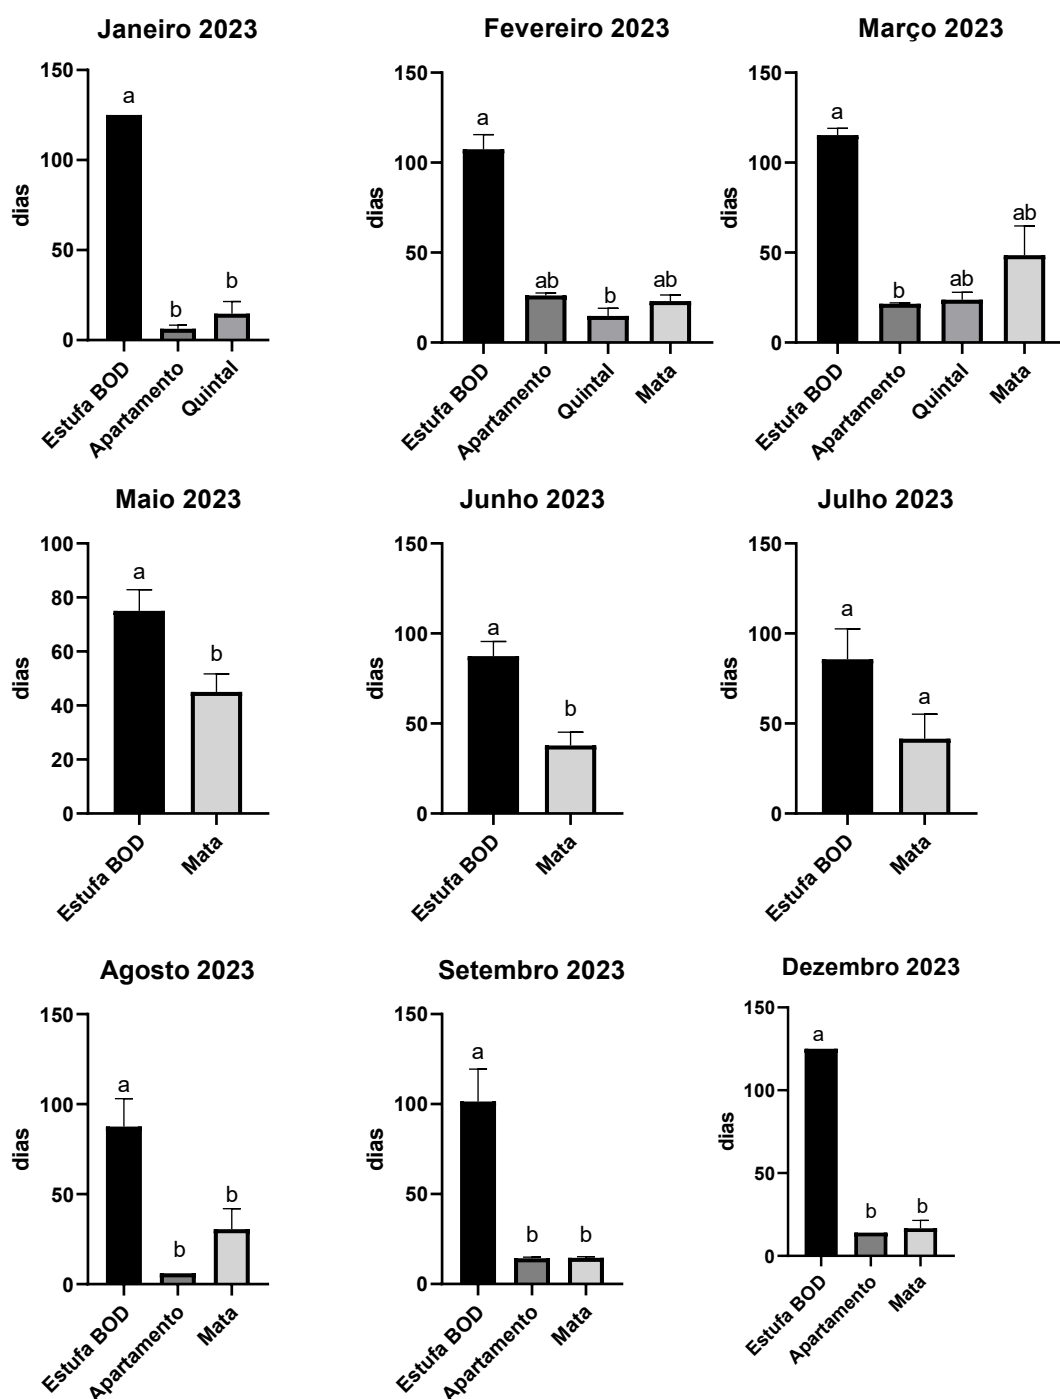 Janeiro 2023
150
100
50
0
dias
a
b
b
Estufa BOD
Apartamento
Quintal
Fevereiro 2023
150
100
50
0
dias
a
ab
b
ab
Estufa BOD
Apartamento
Quintal
Mata
Março 2023
150
100
50
0
dias
a
b
ab
ab
Estufa BOD
Apartamento
Quintal
Mata
Maio 2023
100
80
60
40
20
0
dias
a
b
Estufa BOD
Mata
Junho 2023
150
100
50
0
dias
a
b
Estufa BOD
Mata
Julho 2023
150
100
50
0
dias
a
a
Estufa BOD
Mata
Agosto 2023
150
100
50
0
dias
a
b
b
Estufa BOD
Apartamento
Mata
Setembro 2023
150
100
50
0
dias
a
b
b
Estufa BOD
Apartamento
Mata
Dezembro 2023
150
100
50
0
dias
a
b
b
Estufa BOD
Apartamento
Mata